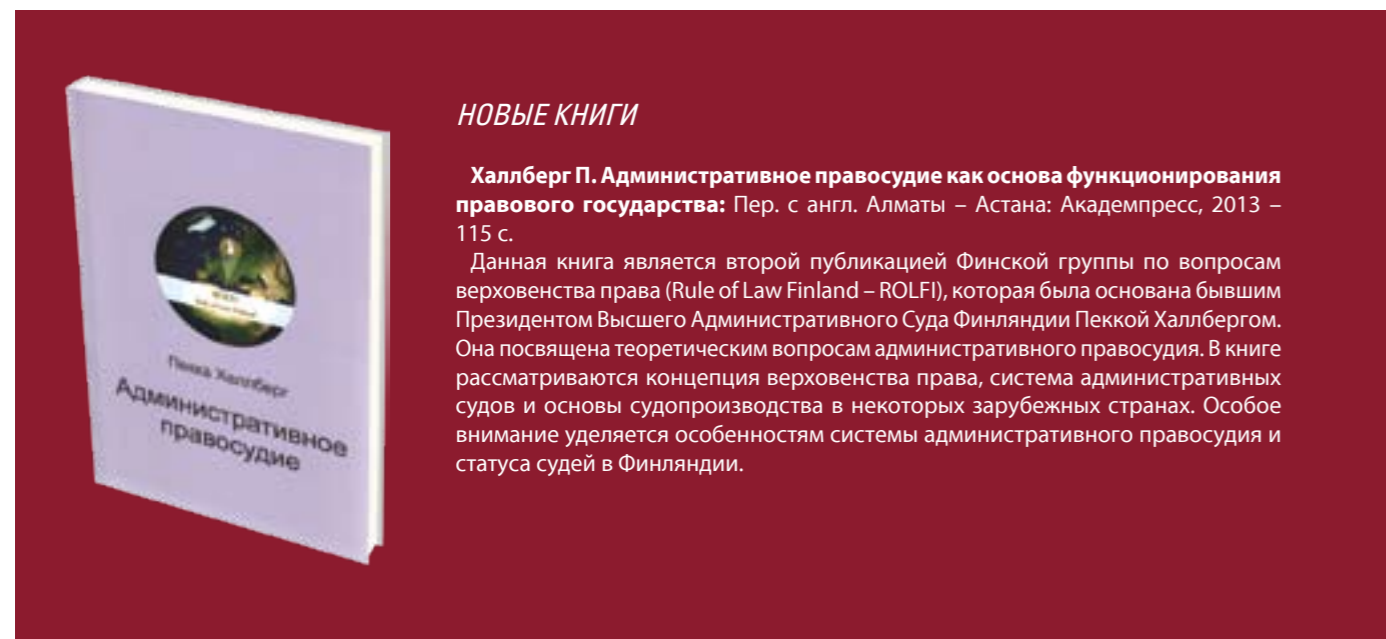 НОВЫЕ КНИГИ
Халлберг П. Административное правосудие как основа функционирования
правового государства: Пер. с англ. Алматы – Астана: Академпресс, 2013 –
115 с.
Данная книга является второй публикацией Финской группы по вопросам
верховенства права (Rule of Law Finland – ROLFI), которая была основана бывшим
Президентом Высшего Административного Суда Финляндии Пеккой Халлбергом.
Она посвящена теоретическим вопросам административного правосудия. В книге
рассматриваются концепция верховенства права, система административных
судов и основы судопроизводства в некоторых зарубежных странах. Особое
внимание уделяется особенностям системы административного правосудия и
статуса судей в Финляндии.
Пекка Халлберг
Административное
правосудие